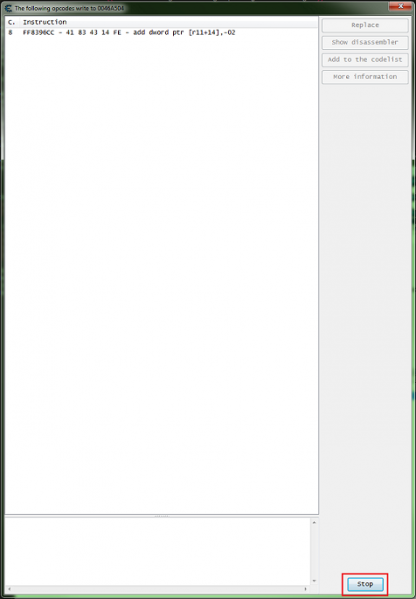 The following opcodes write to 0046A504
C. Instruction
8 FF8396CC - 41 83 43 14 FE - add dword ptr [r11+14],-02
Replace
Show disassembler
Add to the codelist
More information
Stop